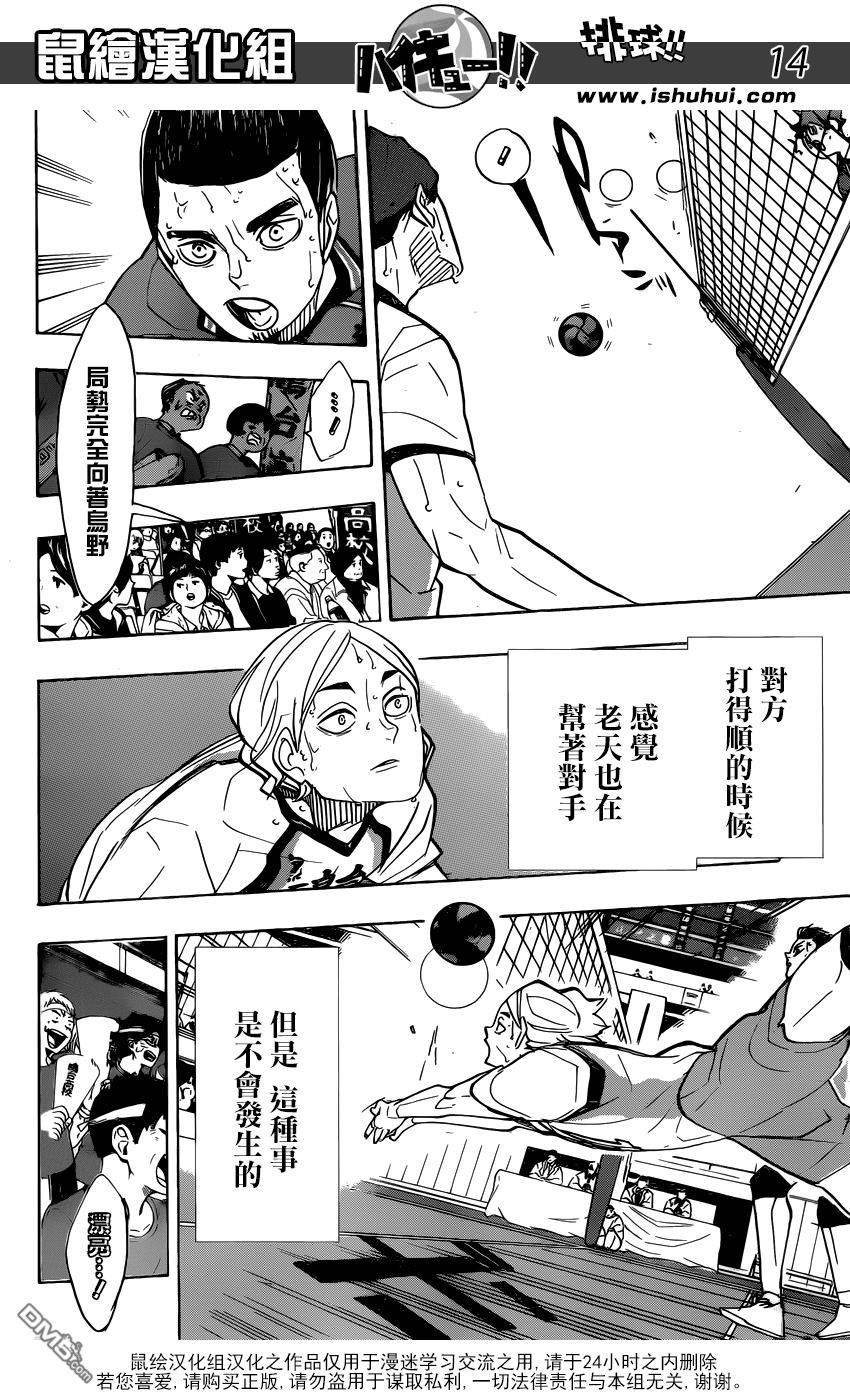 鼠繪漢化組
ハイキュー!!
排球!!
14
www.ishuhui.com
局勢完全向著烏野
高校
校
對方
打得順的時候
感覺
老天也在
幫著對手
但是 這種事
是不會發生的
漂亮…!
鼠绘汉化组汉化之作品仅用于漫迷学习交流之用, 请于24小时之内删除
若您喜爱, 请购买正版, 请勿盗用于谋取私利, 一切法律责任与本组无关, 谢谢。